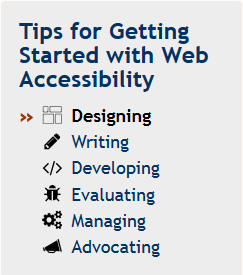 Tips for Getting
Started with Web
Accessibility
» Designing
Writing
</> Developing
Evaluating
Managing
Advocating